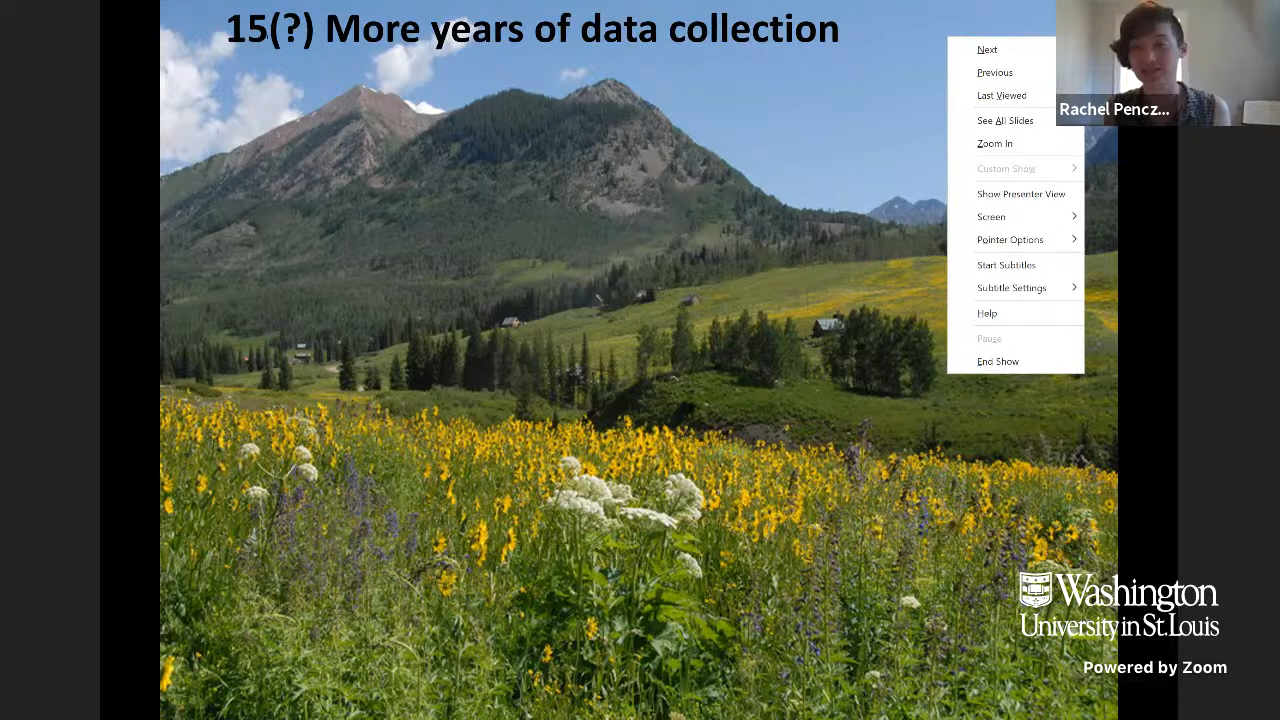 15(?) More years of data collection
Next
Previous
Last Viewed
See All Slides
Zoom In
Custom Show
Show Presenter View
Screen
Pointer Options
Start Subtitles
Subtitle Settings
Help
Pause
End Show
Rachel Pencz...
Washington
University in St. Louis
Powered by Zoom